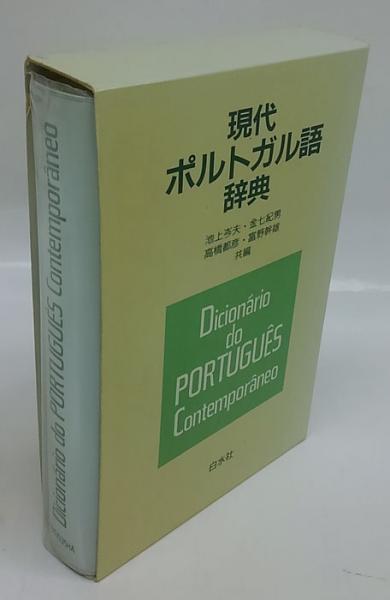 現代
ポルトガル語
辞典
池上岑夫・金七紀男
高橋都彦・富野幹雄
共編
Dicionário
do
PORTUGUÊS
Contemporâneo
白水社
Dicionário do PORTUGUÊS Contemporâneo